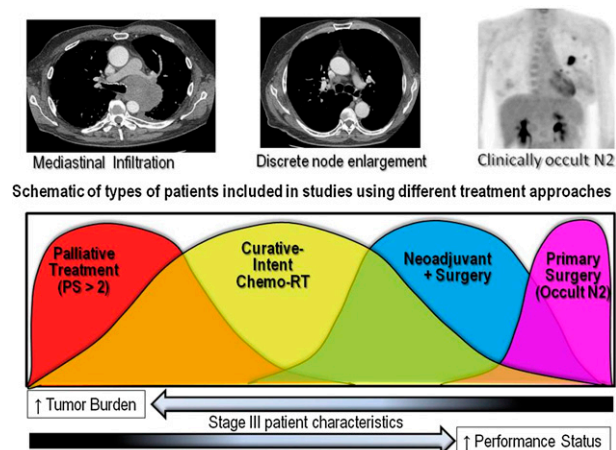 Mediastinal Infiltration
Discrete node enlargement
Clinically occult N2
Schematic of types of patients included in studies using different treatment approaches
Palliative
Treatment
(PS > 2)
Curative-
Intent
Chemo-RT
Neoadjuvant
+ Surgery
Primary
Surgery
(Occult N2)
↑ Tumor Burden
Stage III patient characteristics
↑ Performance Status